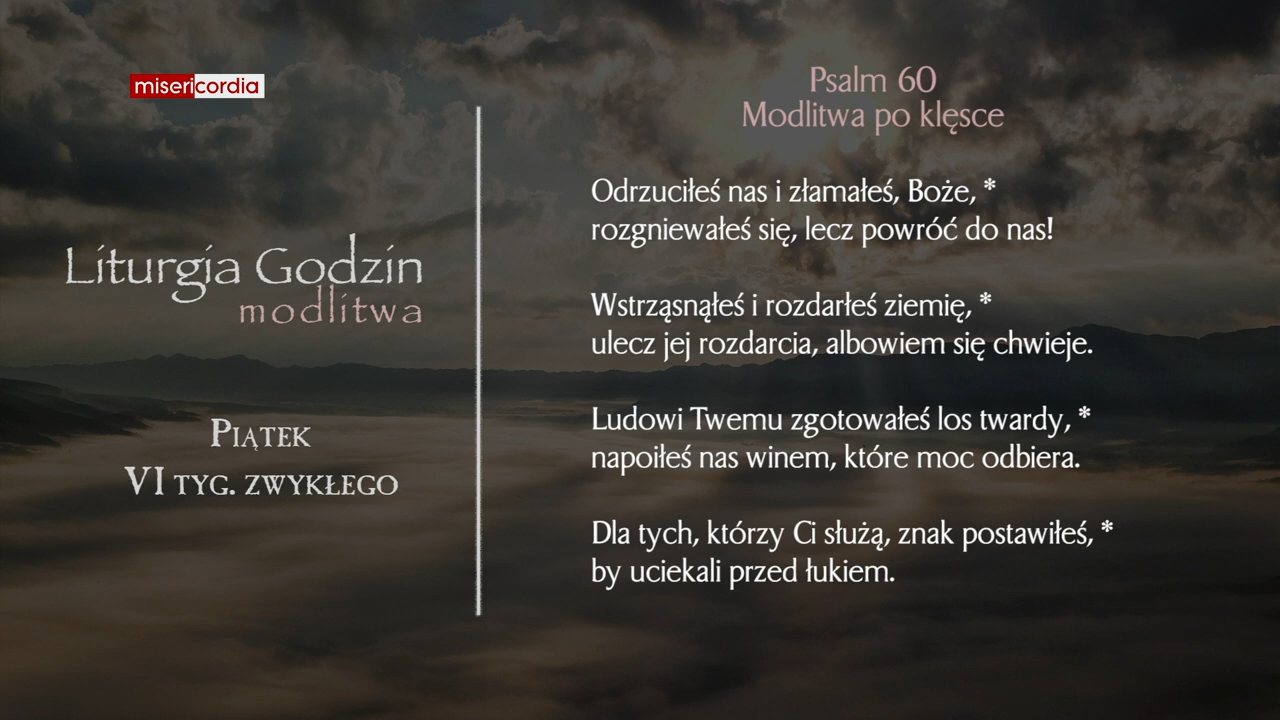 misericordia
Liturgia Godzin
modlitwa
Piątek
VI tyg. zwykłego
Psalm 60
Modlitwa po klęsce
Odrzuciłeś nas i złamałeś, Boże, *
rozgniewałeś się, lecz powróć do nas!
Wstrząsnąłeś i rozdarłeś ziemię, *
ulecz jej rozdarcia, albowiem się chwieje.
Ludowi Twemu zgotowałeś los twardy, *
napoiłeś nas winem, które moc odbiera.
Dla tych, którzy Ci służą, znak postawiłeś, *
by uciekali przed łukiem.